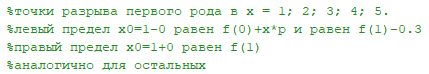 %точки разрыва первого рода в x = 1; 2; 3; 4; 5.
%левый предел x0=1-0 равен f(0)+x*p и равен f(1)-0.3
%правый предел x0=1+0 равен f(1)
%аналогично для остальных